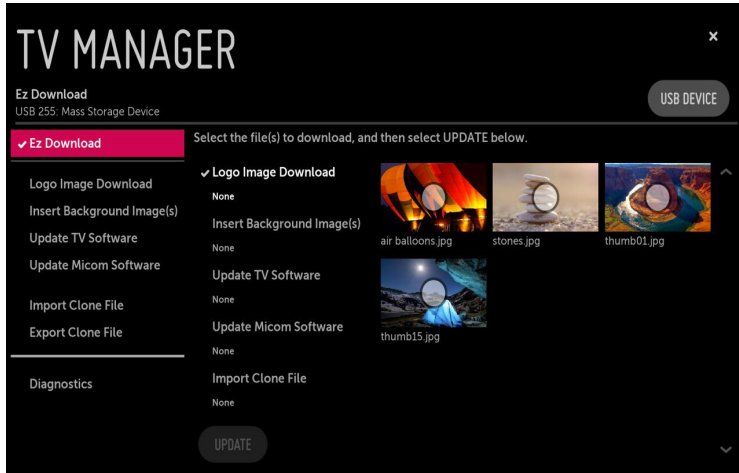 TV MANAGER
x
Ez Download
USB 255: Mass Storage Device
USB DEVICE
Ez Download
Select the file(s) to download, and then select UPDATE below.
Logo Image Download
Insert Background Image(s)
Update TV Software
Update Micom Software
Import Clone File
Export Clone File
Diagnostics
Logo Image Download
None
Insert Background Image(s)
None
Update TV Software
None
Update Micom Software
None
Import Clone File
None
air balloons.jpg
stones.jpg
thumb01.jpg
thumb15.jpg
UPDATE